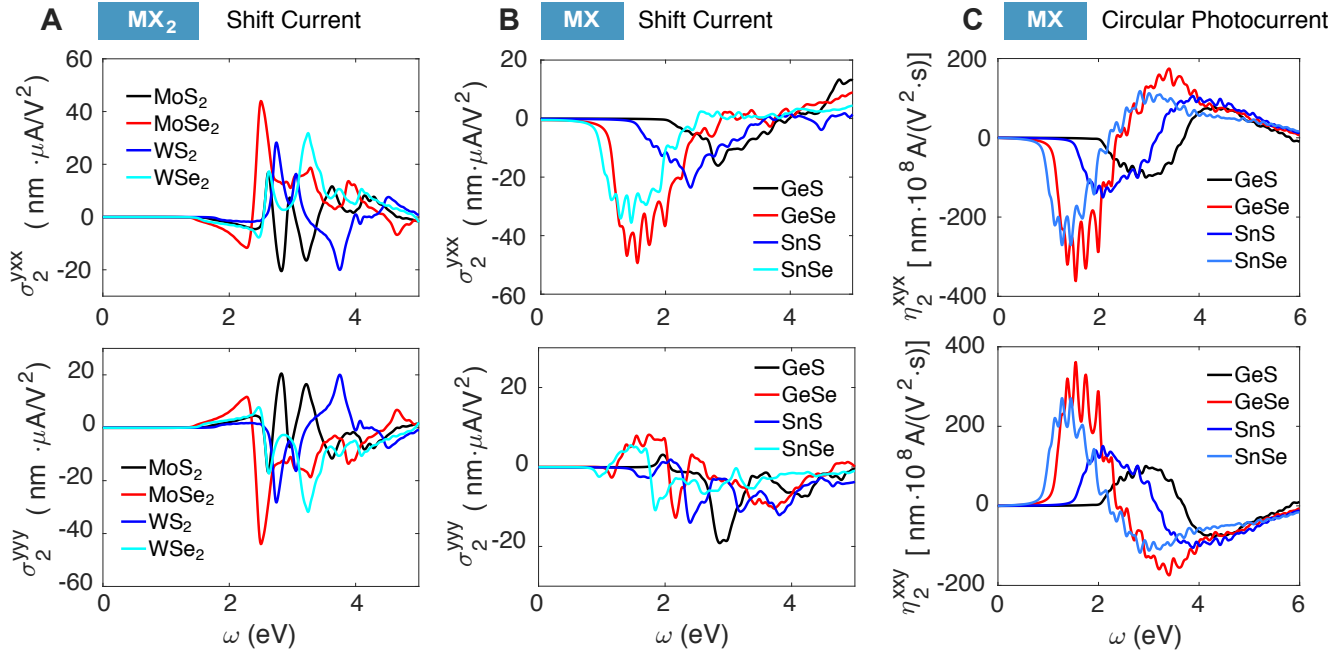 A MX₂ Shift Current
σ₂ʸˣˣ ( nm · μA/V²)
60
40
20
0
-20
0 2 4
MoS₂
MoSe₂
WS₂
WSe₂
σ₂ʸʸʸ ( nm · μA/V²)
20
0
-20
-40
-60
0 2 4
MoS₂
MoSe₂
WS₂
WSe₂
ω (eV)
B MX Shift Current
σ₂ʸˣˣ ( nm· μA/V²)
20
0
-20
-40
-60
0 2 4
GeS
GeSe
SnS
SnSe
σ₂ʸʸʸ ( nm·μA/V²)
20
0
-20
0 2 4
GeS
GeSe
SnS
SnSe
ω (eV)
C MX Circular Photocurrent
η₂ˣʸˣ [ nm·10⁸ A/(V²·s)]
200
0
-200
-400
0 2 4 6
GeS
GeSe
SnS
SnSe
η₂ˣˣʸ [ nm·10⁸ A/(V²·s)]
400
200
0
-200
0 2 4 6
GeS
GeSe
SnS
SnSe
ω (eV)